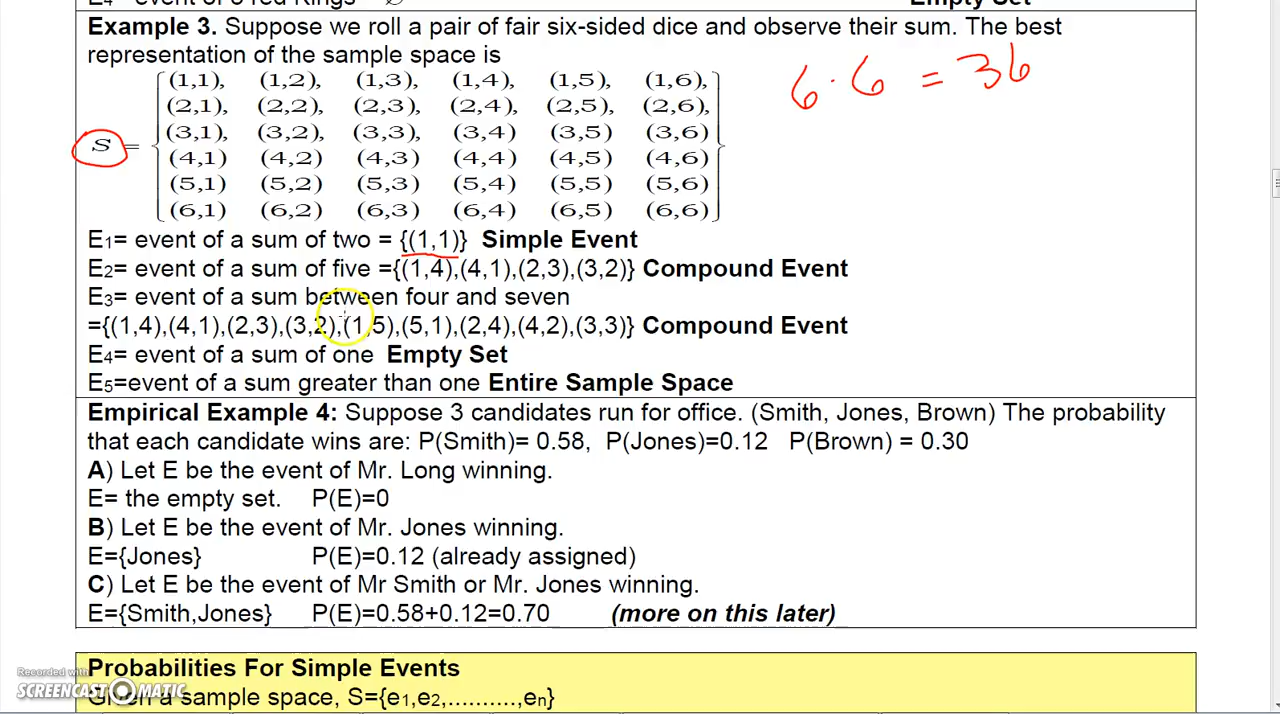 E4= event of 3 red Kings = ∅ Empty Set
Example 3. Suppose we roll a pair of fair six-sided dice and observe their sum. The best
representation of the sample space is
6 · 6 = 36
(1,1), (1,2), (1,3), (1,4), (1,5), (1,6),
(2,1), (2,2), (2,3), (2,4), (2,5), (2,6),
(3,1), (3,2), (3,3), (3,4) (3,5) (3,6)
S =
(4,1) (4,2) (4,3) (4,4) (4,5) (4,6)
(5,1) (5,2) (5,3) (5,4) (5,5) (5,6)
(6,1) (6,2) (6,3) (6,4) (6,5) (6,6)
E1= event of a sum of two = {(1,1)} Simple Event
E2= event of a sum of five ={(1,4),(4,1),(2,3),(3,2)} Compound Event
E3= event of a sum between four and seven
={(1,4),(4,1),(2,3),(3,2),(1,5),(5,1),(2,4),(4,2),(3,3)} Compound Event
E4= event of a sum of one Empty Set
E5=event of a sum greater than one Entire Sample Space
Empirical Example 4: Suppose 3 candidates run for office. (Smith, Jones, Brown) The probability
that each candidate wins are: P(Smith)= 0.58, P(Jones)=0.12 P(Brown) = 0.30
A) Let E be the event of Mr. Long winning.
E= the empty set. P(E)=0
B) Let E be the event of Mr. Jones winning.
E={Jones} P(E)=0.12 (already assigned)
C) Let E be the event of Mr Smith or Mr. Jones winning.
E={Smith,Jones} P(E)=0.58+0.12=0.70 (more on this later)
Probabilities For Simple Events
Given a sample space, S={e1,e2,..........,en}
Recorded with
SCREENCAST-O-MATIC